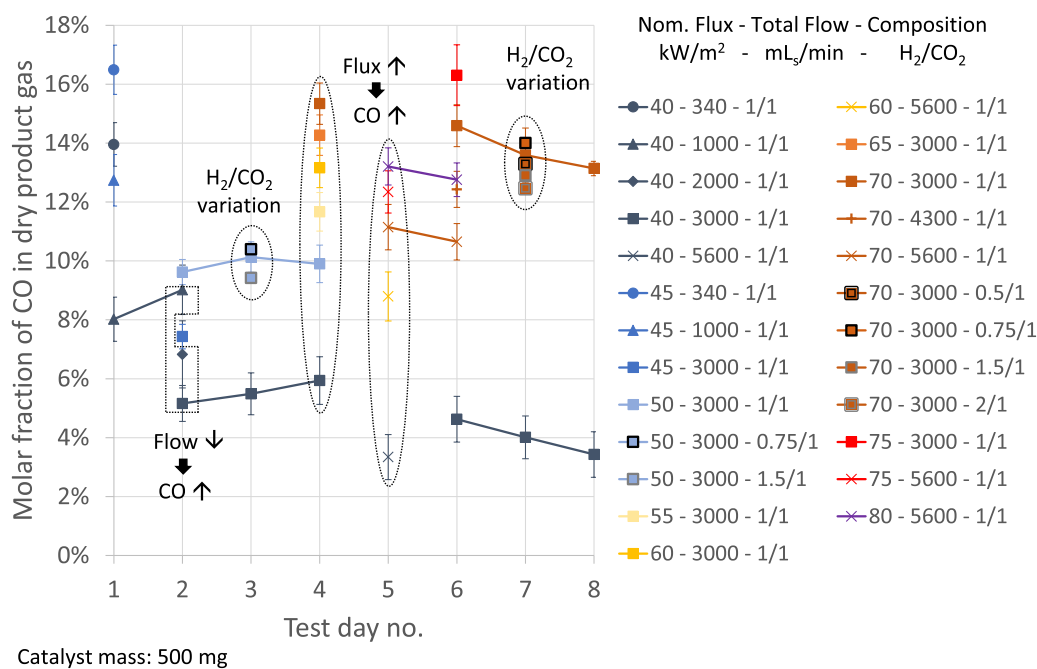 18%
16%
14%
12%
10%
8%
6%
4%
2%
0%
Molar fraction of CO in dry product gas
1 2 3 4 5 6 7 8
Test day no.
Catalyst mass: 500 mg
H₂/CO₂
variation
Flux ↑
CO ↑
H₂/CO₂
variation
Flow ↓
CO ↑
Nom. Flux - Total Flow - Composition
kW/m² - mLₛ/min - H₂/CO₂
40 - 340 - 1/1
40 - 1000 - 1/1
40 - 2000 - 1/1
40 - 3000 - 1/1
40 - 5600 - 1/1
45 - 340 - 1/1
45 - 1000 - 1/1
45 - 3000 - 1/1
50 - 3000 - 1/1
50 - 3000 - 0.75/1
50 - 3000 - 1.5/1
55 - 3000 - 1/1
60 - 3000 - 1/1
60 - 5600 - 1/1
65 - 3000 - 1/1
70 - 3000 - 1/1
70 - 4300 - 1/1
70 - 5600 - 1/1
70 - 3000 - 0.5/1
70 - 3000 - 0.75/1
70 - 3000 - 1.5/1
70 - 3000 - 2/1
75 - 3000 - 1/1
75 - 5600 - 1/1
80 - 5600 - 1/1